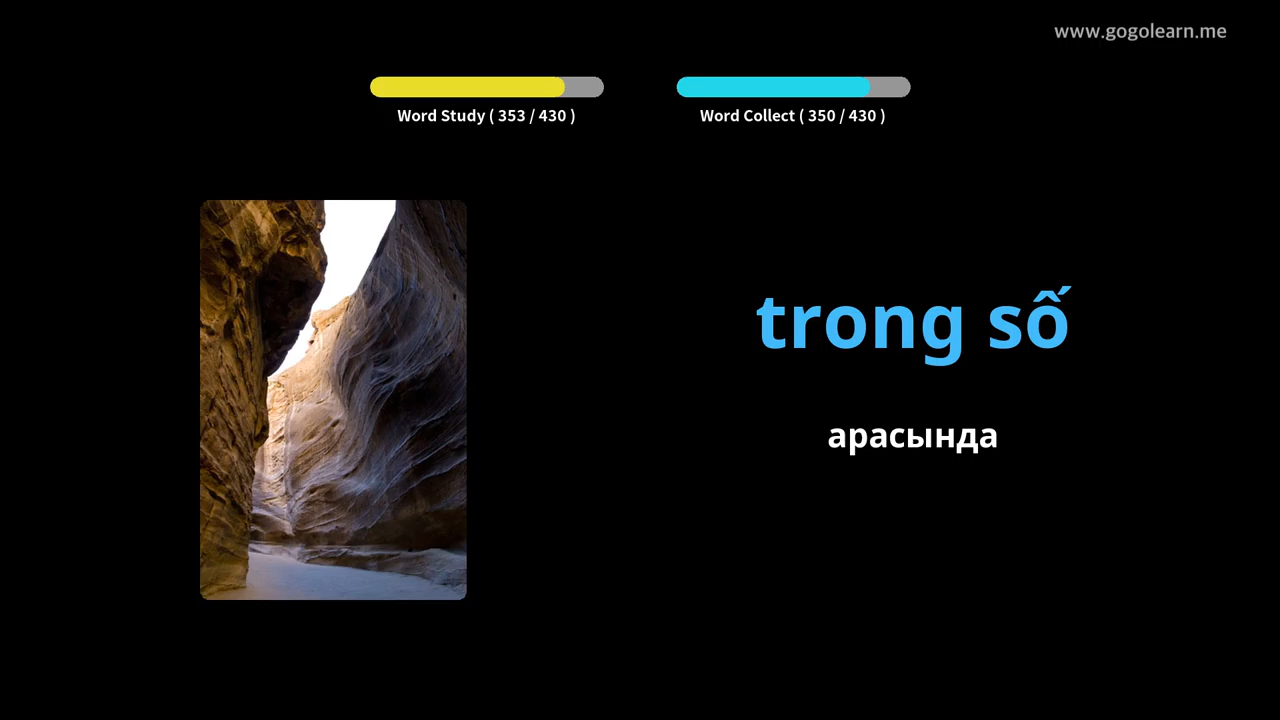 www.gogolearn.me
Word Study ( 353 / 430 )
Word Collect ( 350 / 430 )
trong số
арасында